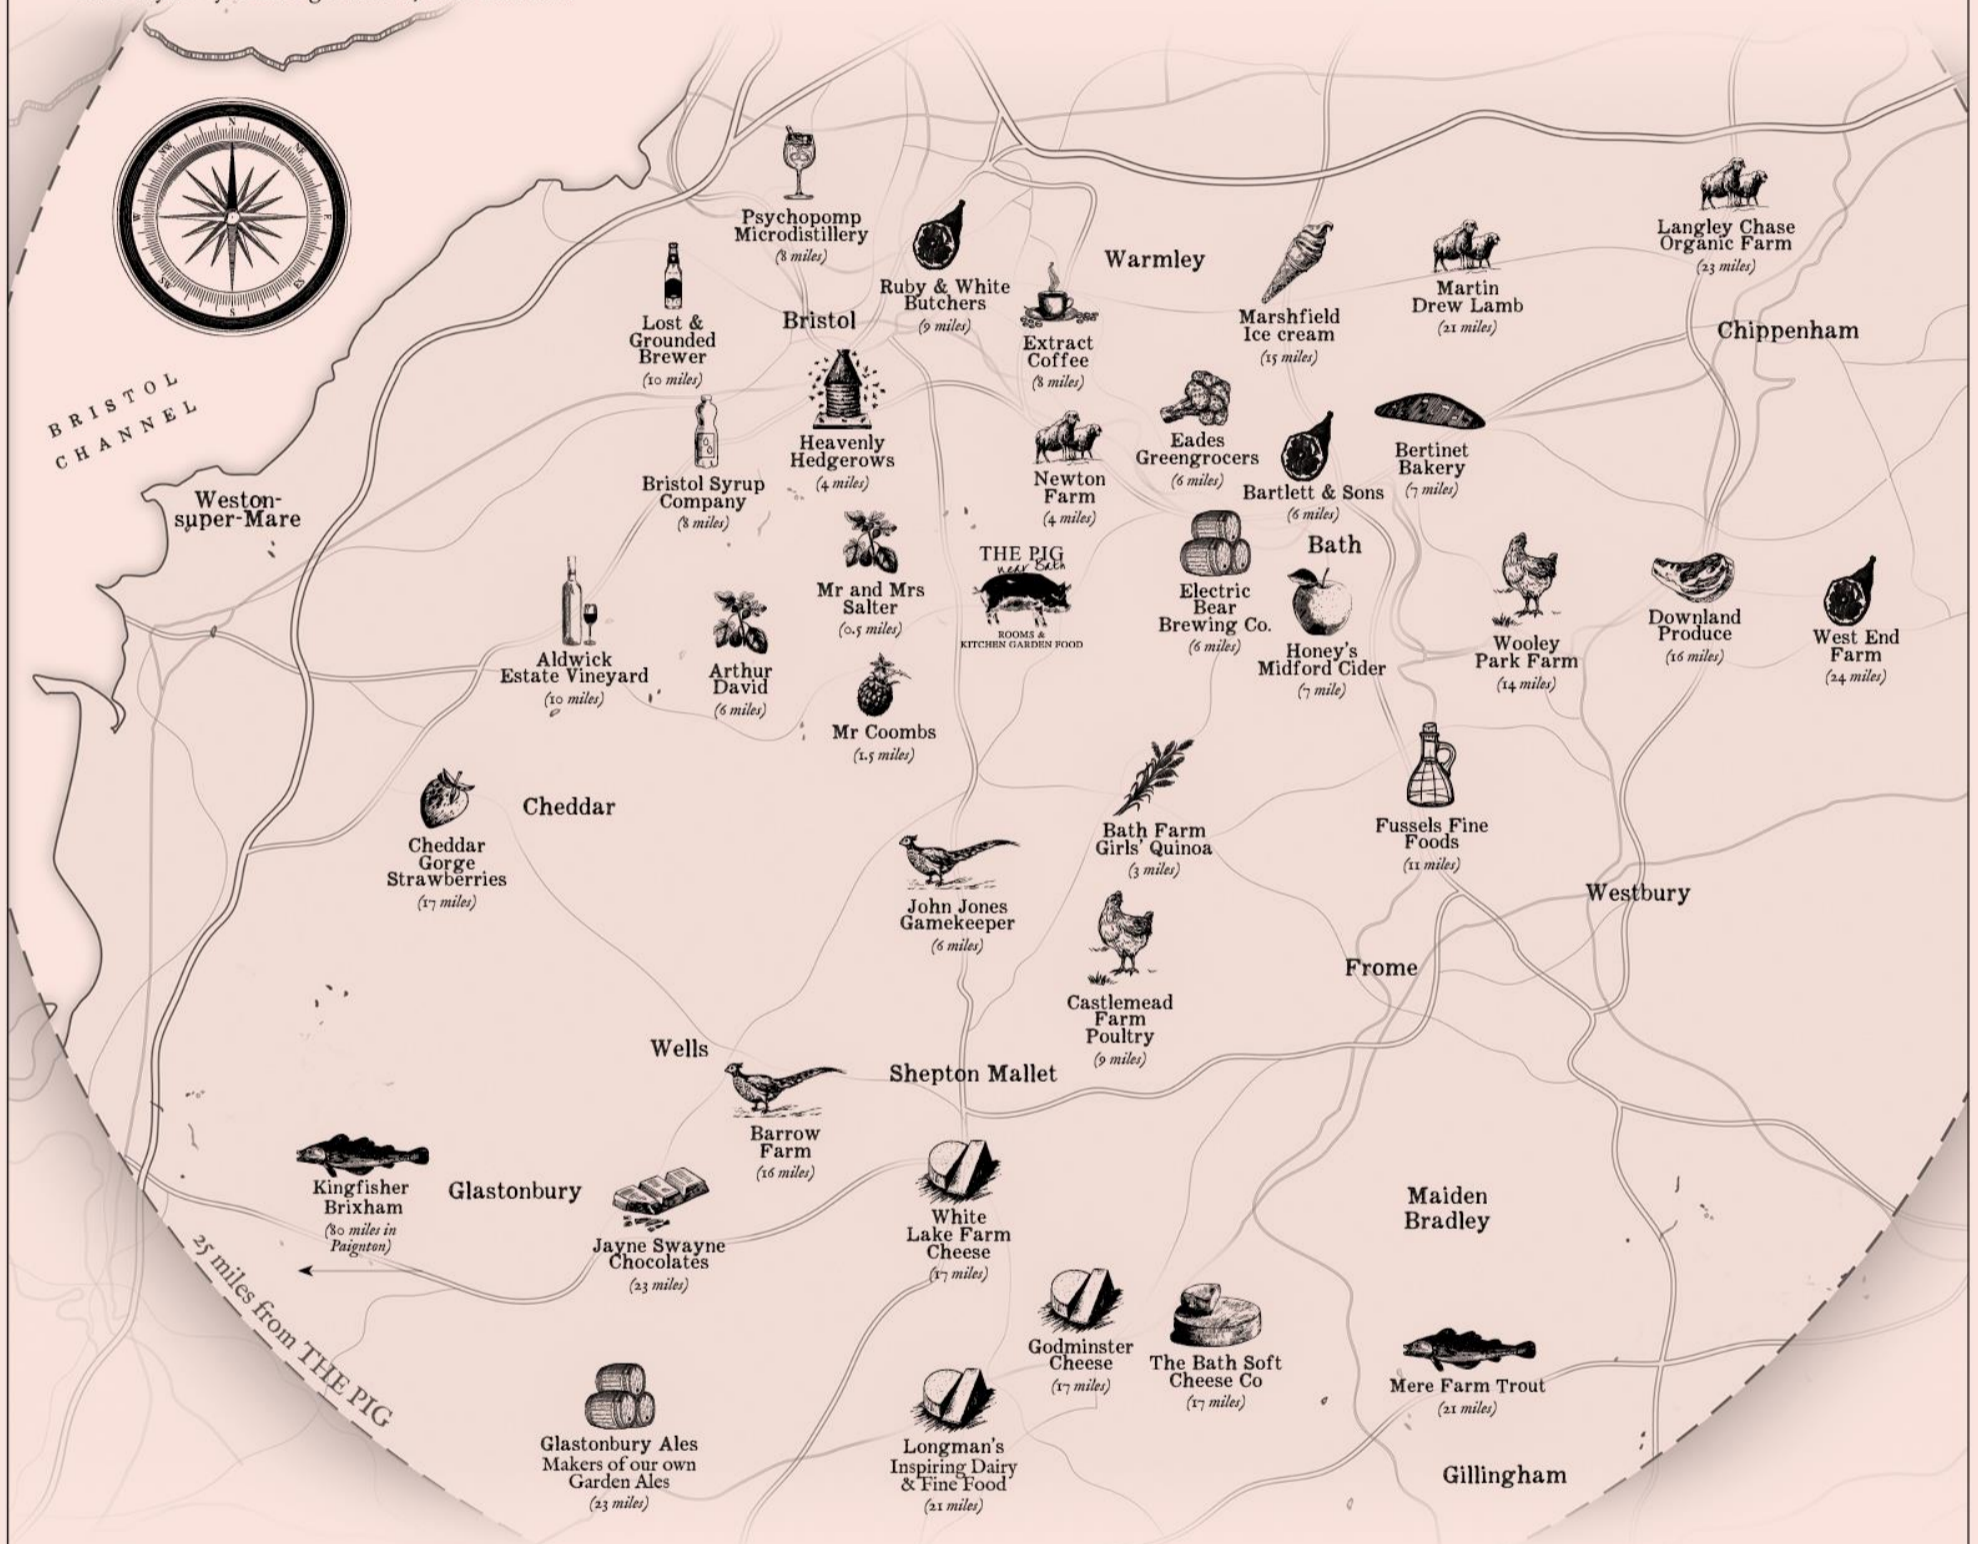 N
NE
E
ES
S
SW
W
NW
BRISTOL
CHANNEL
Psychopomp
Microdistillery
(8 miles)
Lost &
Grounded
Brewer
(10 miles)
Bristol
Ruby & White
Butchers
(9 miles)
Extract
Coffee
(8 miles)
Warmley
Marshfield
Ice cream
(15 miles)
Martin
Drew Lamb
(21 miles)
Langley Chase
Organic Farm
(23 miles)
Chippenham
Weston-
super-Mare
Bristol Syrup
Company
(8 miles)
Heavenly
Hedgerows
(4 miles)
Newton
Farm
(4 miles)
Eades
Greengrocers
(6 miles)
Bartlett & Sons
(6 miles)
Bertinet
Bakery
(7 miles)
Bath
Aldwick
Estate Vineyard
(10 miles)
Arthur
David
(6 miles)
Mr and Mrs
Salter
(0.5 miles)
THE PIG
near Bath
ROOMS &
KITCHEN GARDEN FOOD
Electric
Bear
Brewing Co.
(6 miles)
Honey's
Midford Cider
(7 mile)
Wooley
Park Farm
(14 miles)
Downland
Produce
(16 miles)
West End
Farm
(24 miles)
Mr Coombs
(1.5 miles)
Cheddar
Gorge
Strawberries
(17 miles)
Cheddar
John Jones
Gamekeeper
(6 miles)
Bath Farm
Girls' Quinoa
(3 miles)
Fussels Fine
Foods
(11 miles)
Westbury
Castlemead
Farm
Poultry
(9 miles)
Frome
Wells
Shepton Mallet
Barrow
Farm
(16 miles)
Kingfisher
Brixham
(80 miles in
Paignton)
Glastonbury
Jayne Swayne
Chocolates
(23 miles)
White
Lake Farm
Cheese
(17 miles)
Maiden
Bradley
Godminster
Cheese
(17 miles)
The Bath Soft
Cheese Co
(17 miles)
Mere Farm Trout
(21 miles)
25 miles from THE PIG
Glastonbury Ales
Makers of our own
Garden Ales
(23 miles)
Longman's
Inspiring Dairy
& Fine Food
(21 miles)
Gillingham